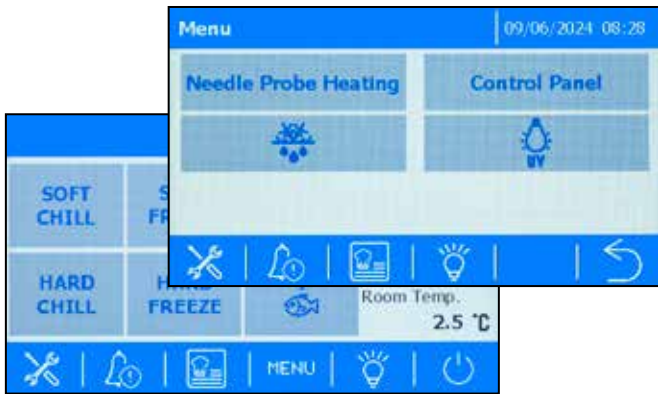 Menu
09/06/2024 08:28
Needle Probe Heating
Control Panel
UV
SOFT
CHILL
HARD
CHILL
FREEZE
Room Temp.
2.5 °C
MENU